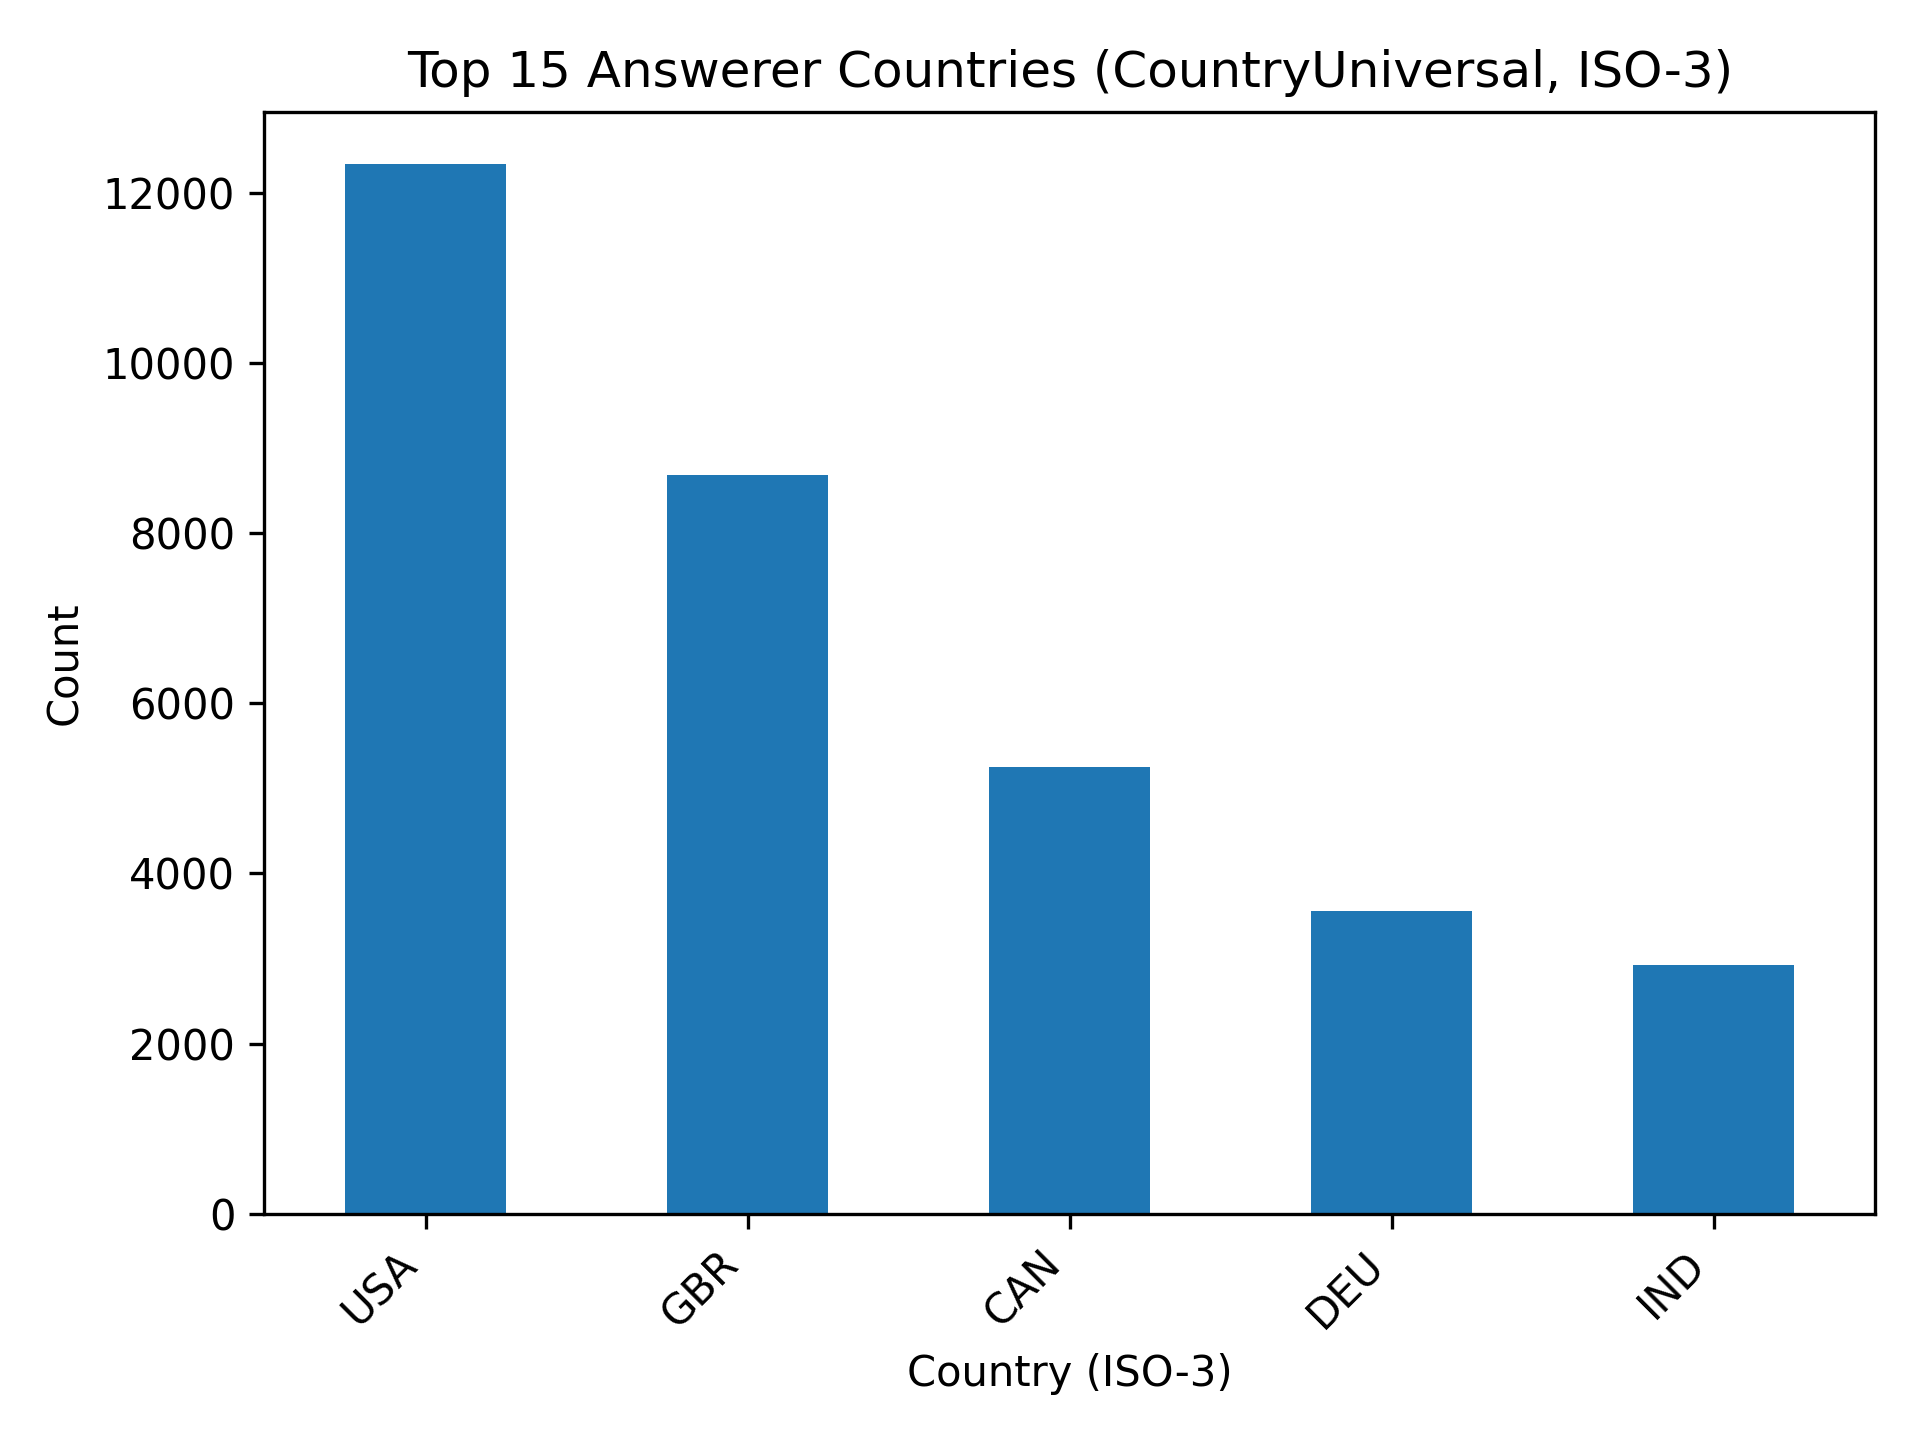 Top 15 Answerer Countries (CountryUniversal, ISO-3)
12000
10000
8000
6000
4000
2000
0
Count
USA
GBR
CAN
DEU
IND
Country (ISO-3)